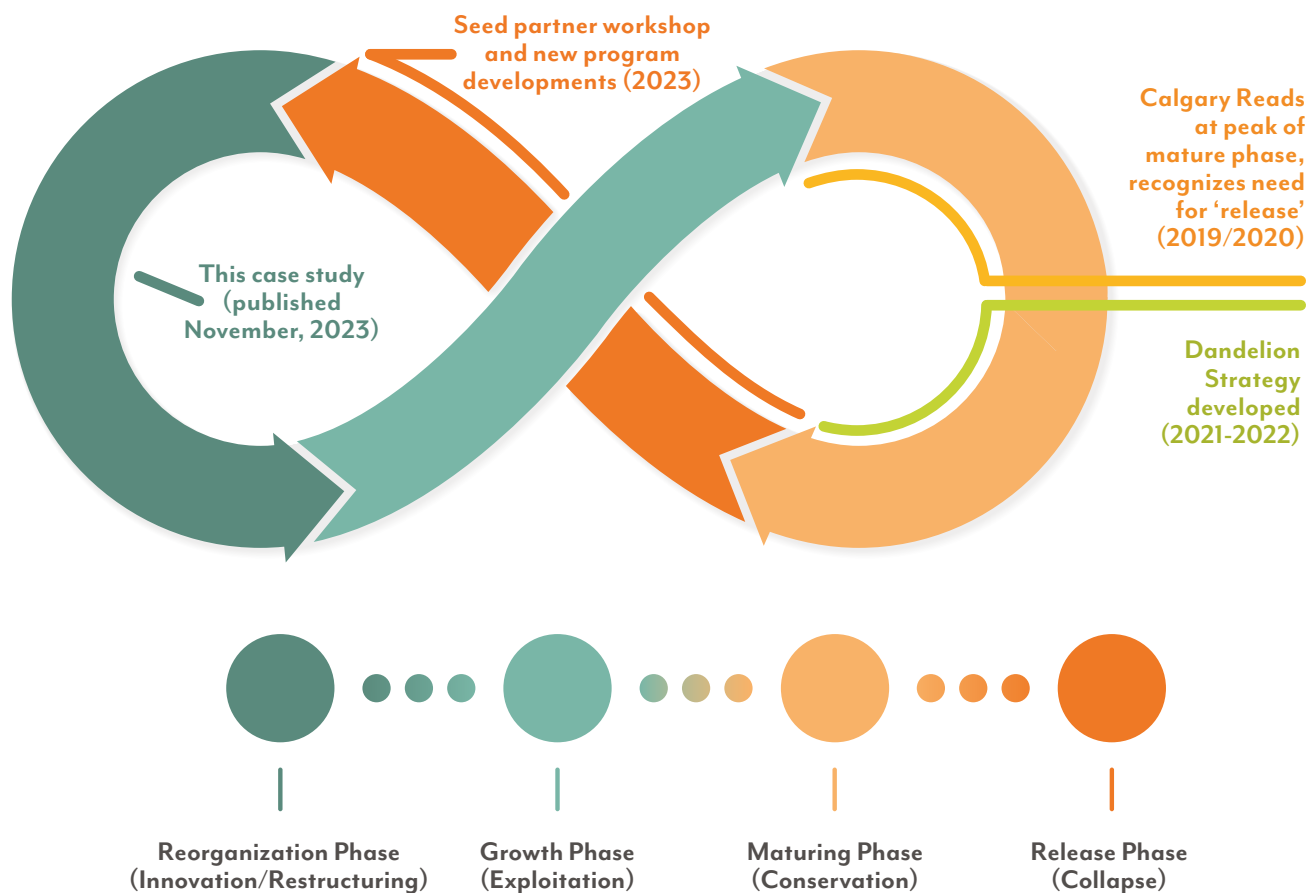 Seed partner workshop
and new program
developments (2023)
Calgary Reads
at peak of
mature phase,
recognizes need
for ‘release’
(2019/2020)
This case study
(published
November, 2023)
Dandelion
Strategy
developed
(2021-2022)
Reorganization Phase
(Innovation/Restructuring)
Growth Phase
(Exploitation)
Maturing Phase
(Conservation)
Release Phase
(Collapse)